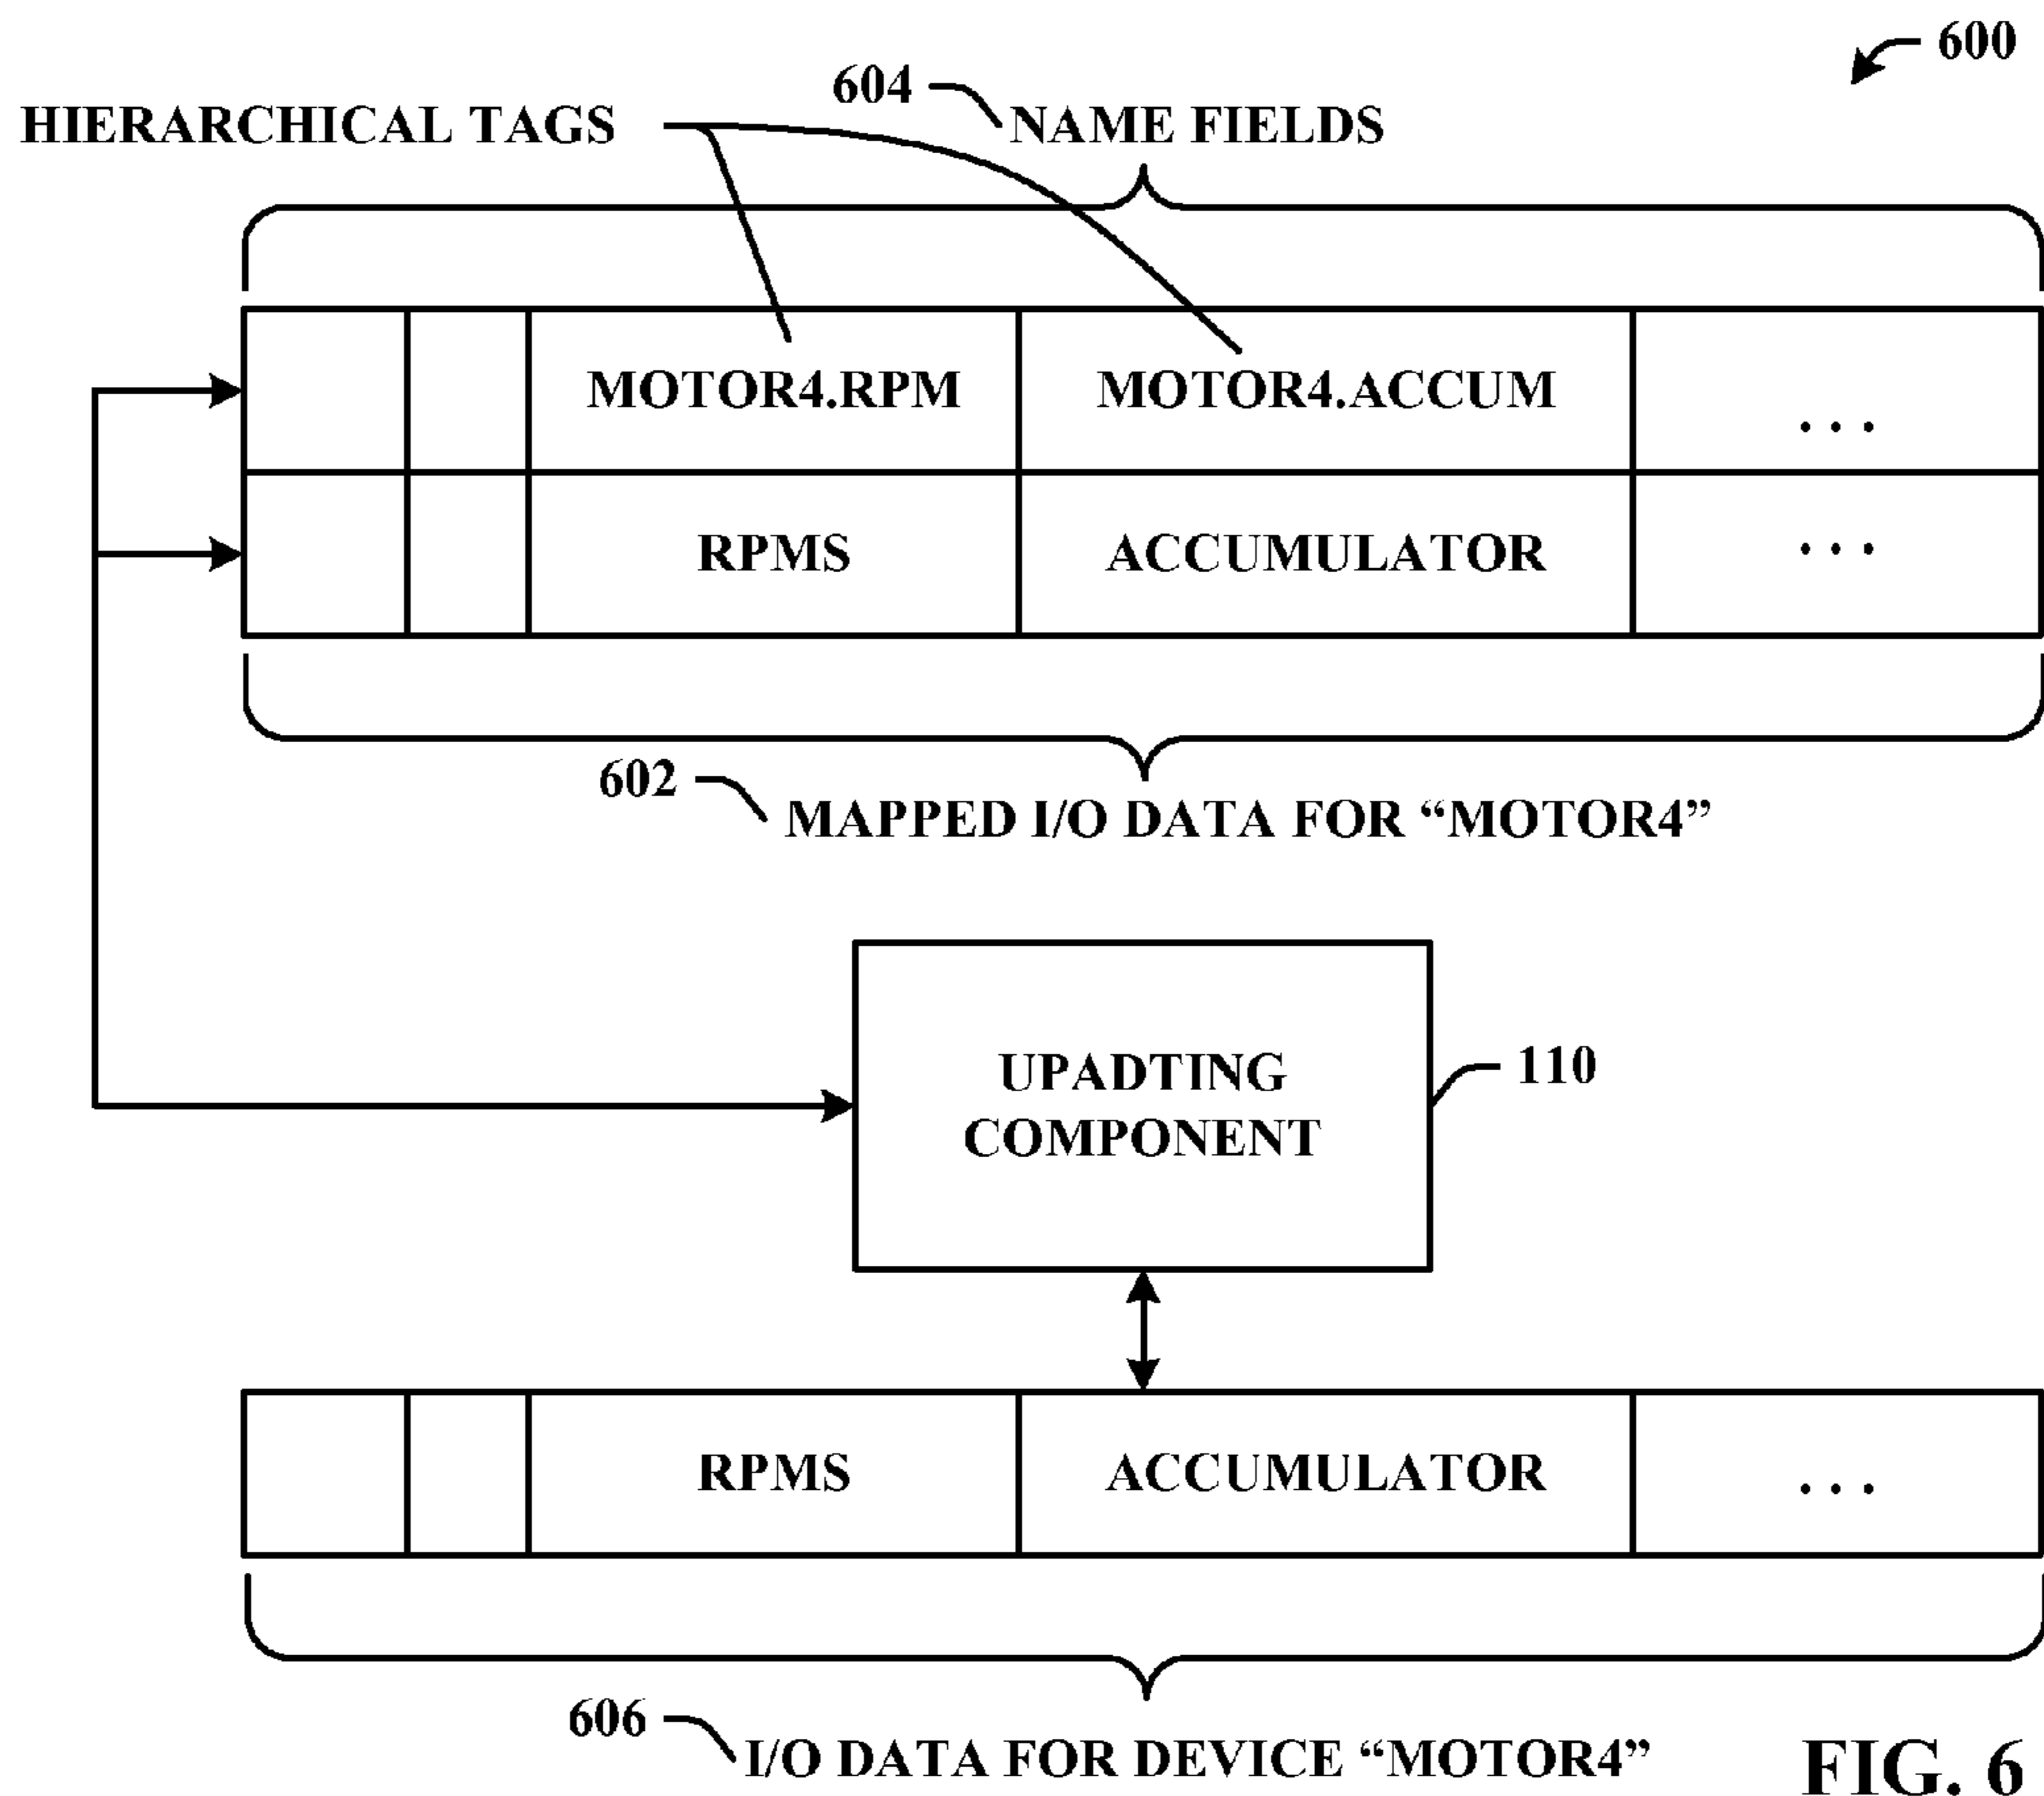 600
604
HIERARCHICAL TAGS
NAME FIELDS
MOTOR4.RPM
MOTOR4.ACCUM
...
RPMS
ACCUMULATOR
...
602
MAPPED I/O DATA FOR “MOTOR4”
UPADTING
COMPONENT
110
RPMS
ACCUMULATOR
...
606
I/O DATA FOR DEVICE “MOTOR4”
FIG. 6